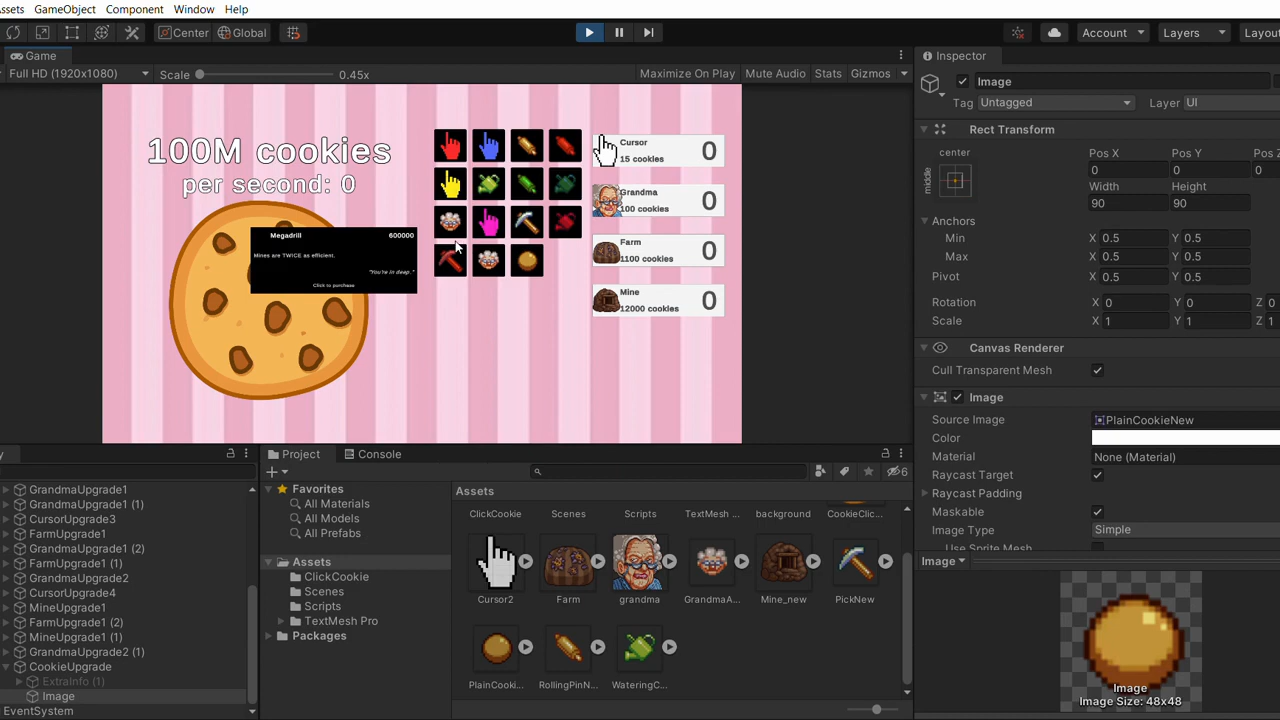 ssets GameObject Component Window Help
Center Global Account Layers Layou
Game
Full HD (1920x1080) Scale 0.45x Maximize On Play Mute Audio Stats Gizmos
100M cookies
per second: 0
Megadrill 600000
Mines are TWICE as efficient.
"You're in deep."
Click to purchase
Cursor
15 cookies 0
Grandma
100 cookies 0
Farm
1100 cookies 0
Mine
12000 cookies 0
Inspector
Image
Tag Untagged Layer UI
Rect Transform
center Pos X Pos Y Pos Z
middle 0 0 0
Width Height
90 90
Anchors
Min X 0.5 Y 0.5
Max X 0.5 Y 0.5
Pivot X 0.5 Y 0.5
Rotation X 0 Y 0 Z 0
Scale X 1 Y 1 Z 1
Canvas Renderer
Cull Transparent Mesh
Image
Source Image PlainCookieNew
Color
Material None (Material)
Raycast Target
Raycast Padding
Maskable
Image Type Simple
Use Sprite Mesh
Image
Image
Image Size: 48x48
y
GrandmaUpgrade1
GrandmaUpgrade1 (1)
CursorUpgrade3
FarmUpgrade1
GrandmaUpgrade1 (2)
FarmUpgrade1 (1)
GrandmaUpgrade2
CursorUpgrade4
MineUpgrade1
FarmUpgrade1 (2)
MineUpgrade1 (1)
GrandmaUpgrade2 (1)
CookieUpgrade
ExtraInfo (1)
Image
EventSystem
Project Console
6
Favorites
All Materials
All Models
All Prefabs
Assets
ClickCookie
Scenes
Scripts
TextMesh Pro
Packages
Assets
ClickCookie Scenes Scripts TextMesh ... background CookieClic...
Cursor2 Farm grandma GrandmaA... Mine_new PickNew
PlainCooki... RollingPinN... WateringC...